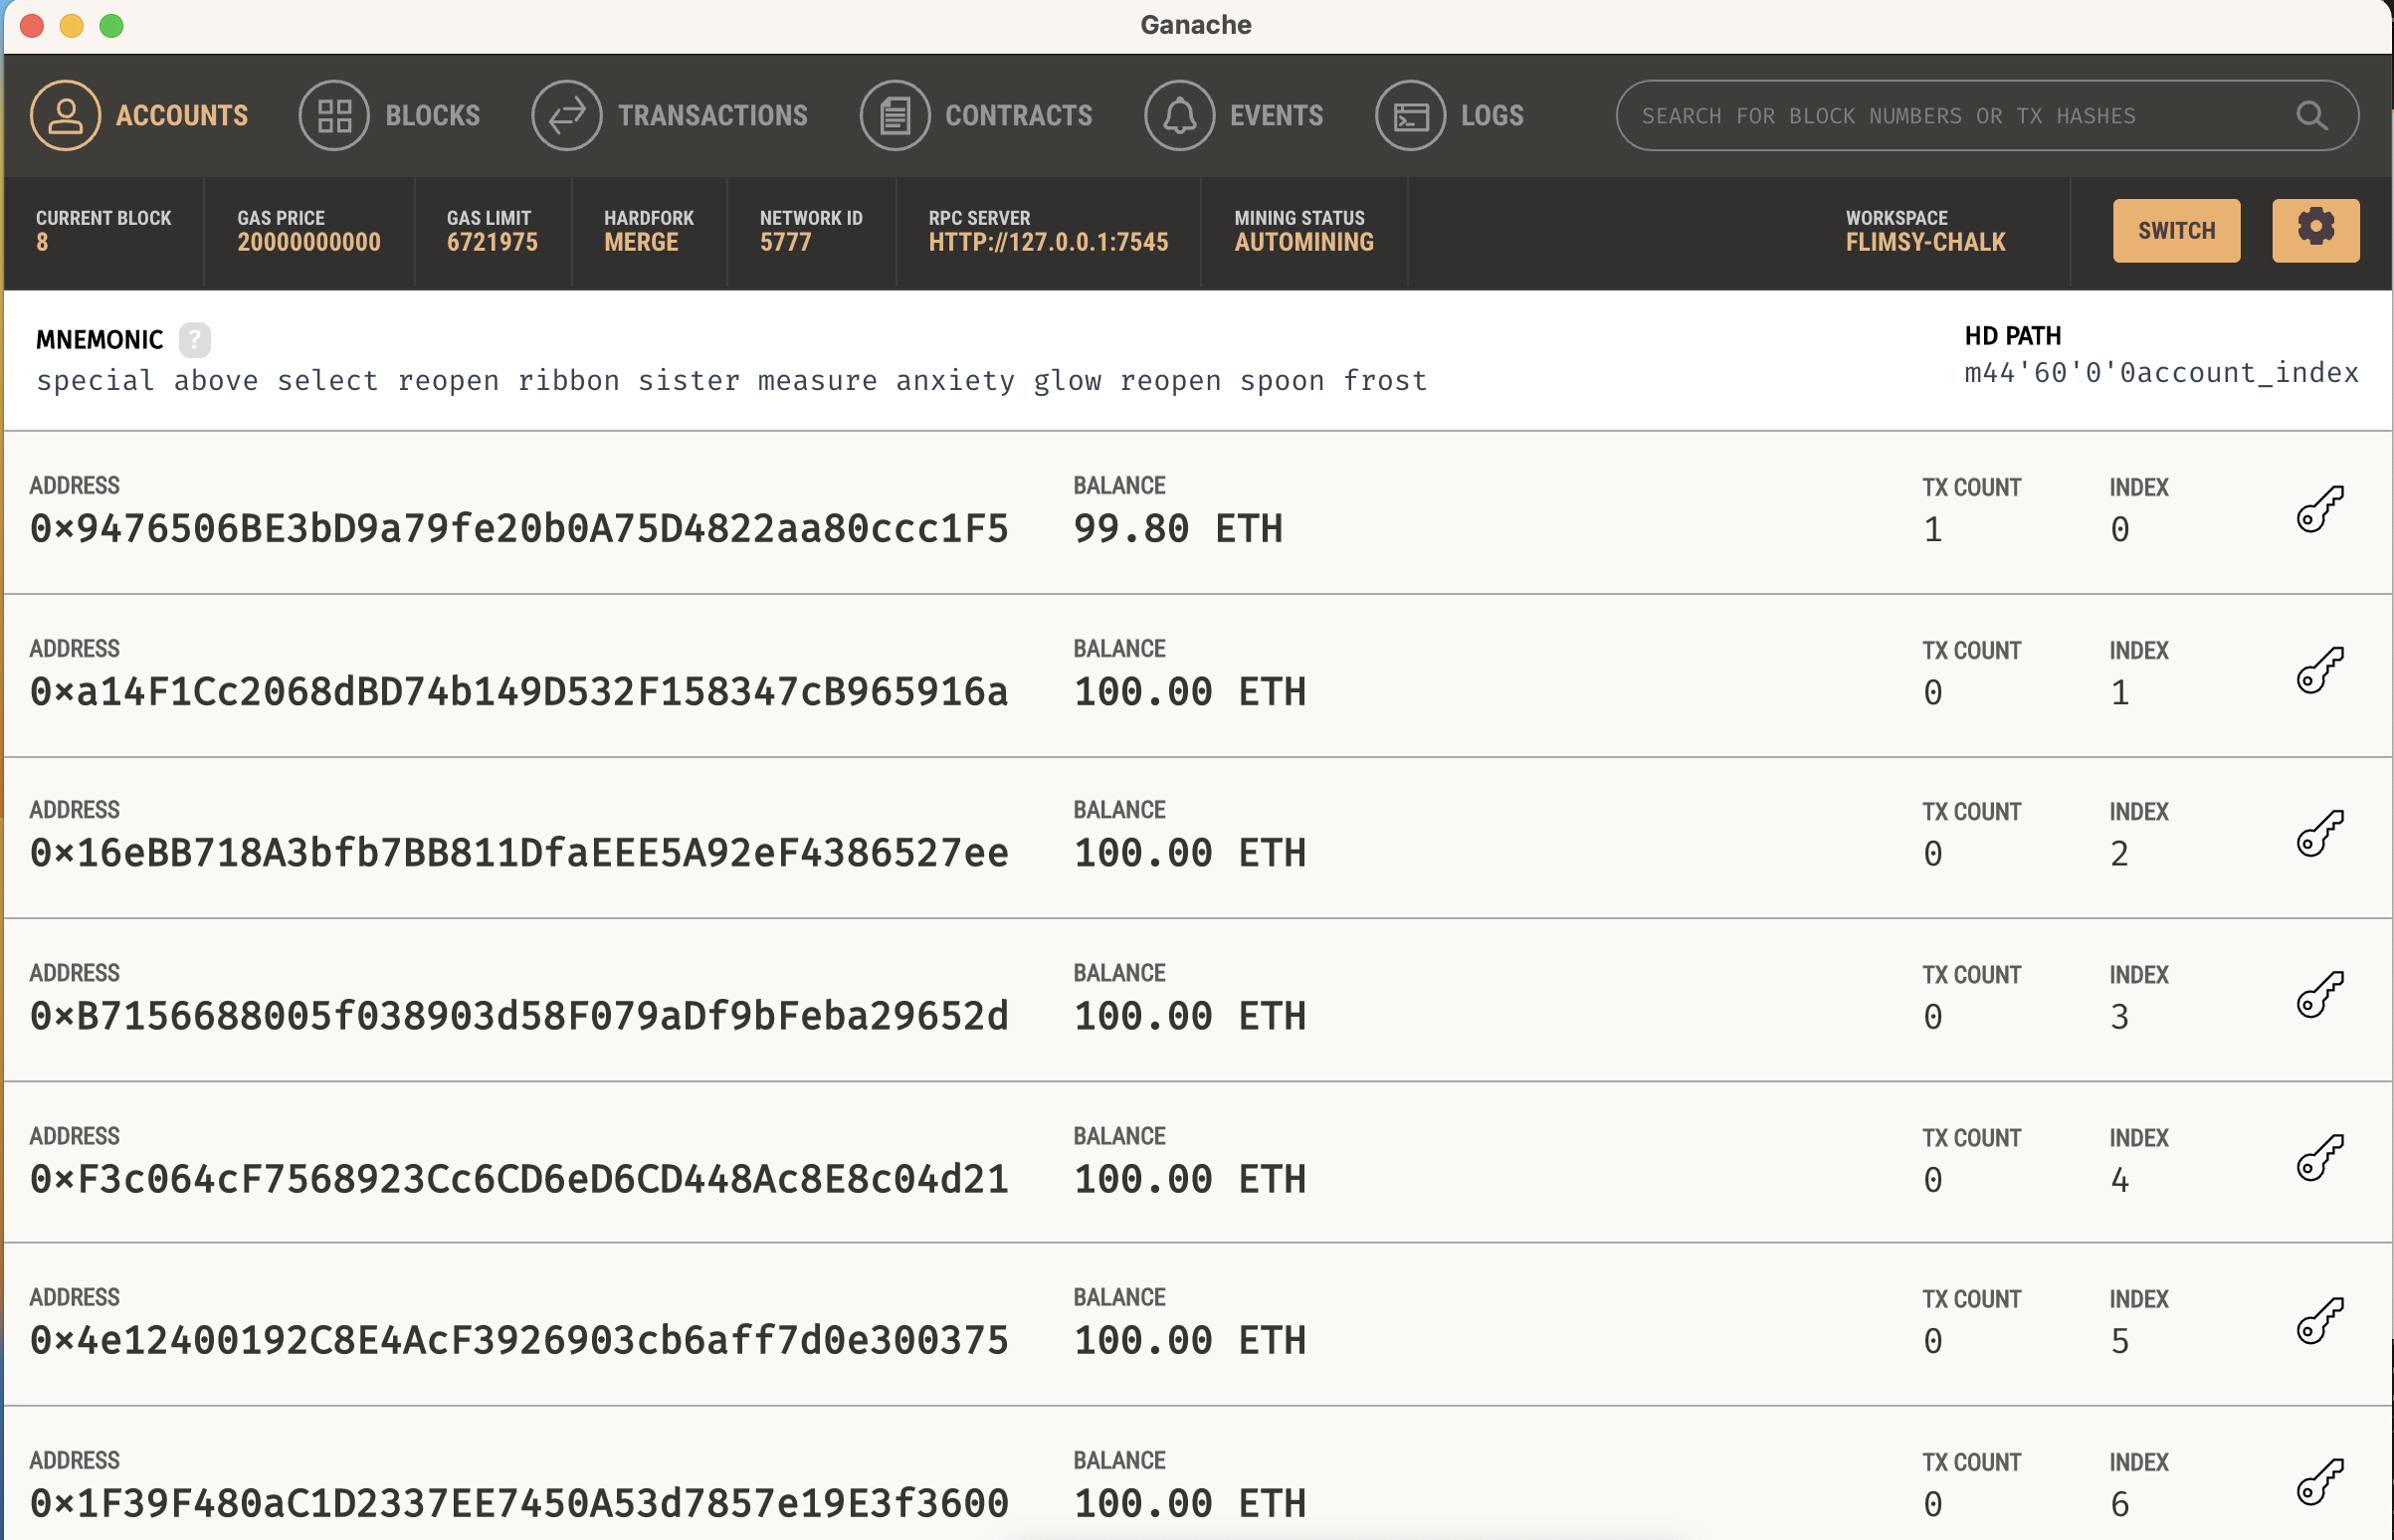 Ganache
ACCOUNTS BLOCKS TRANSACTIONS CONTRACTS EVENTS LOGS SEARCH FOR BLOCK NUMBERS OR TX HASHES
CURRENT BLOCK GAS PRICE GAS LIMIT HARDFORK NETWORK ID RPC SERVER MINING STATUS WORKSPACE
8 20000000000 6721975 MERGE 5777 HTTP://127.0.0.1:7545 AUTOMINING FLIMSY-CHALK SWITCH
MNEMONIC ? HD PATH
special above select reopen ribbon sister measure anxiety glow reopen spoon frost m44'60'0'0account_index
ADDRESS BALANCE TX COUNT INDEX
0×9476506BE3bD9a79fe20b0A75D4822aa80ccc1F5 99.80 ETH 1 0
ADDRESS BALANCE TX COUNT INDEX
0×a14F1Cc2068dBD74b149D532F158347cB965916a 100.00 ETH 0 1
ADDRESS BALANCE TX COUNT INDEX
0×16eBB718A3bfb7BB811DfaEEE5A92eF4386527ee 100.00 ETH 0 2
ADDRESS BALANCE TX COUNT INDEX
0×B7156688005f038903d58F079aDf9bFeba29652d 100.00 ETH 0 3
ADDRESS BALANCE TX COUNT INDEX
0×F3c064cF7568923Cc6CD6eD6CD448Ac8E8c04d21 100.00 ETH 0 4
ADDRESS BALANCE TX COUNT INDEX
0×4e12400192C8E4AcF3926903cb6aff7d0e300375 100.00 ETH 0 5
ADDRESS BALANCE TX COUNT INDEX
0×1F39F480aC1D2337EE7450A53d7857e19E3f3600 100.00 ETH 0 6